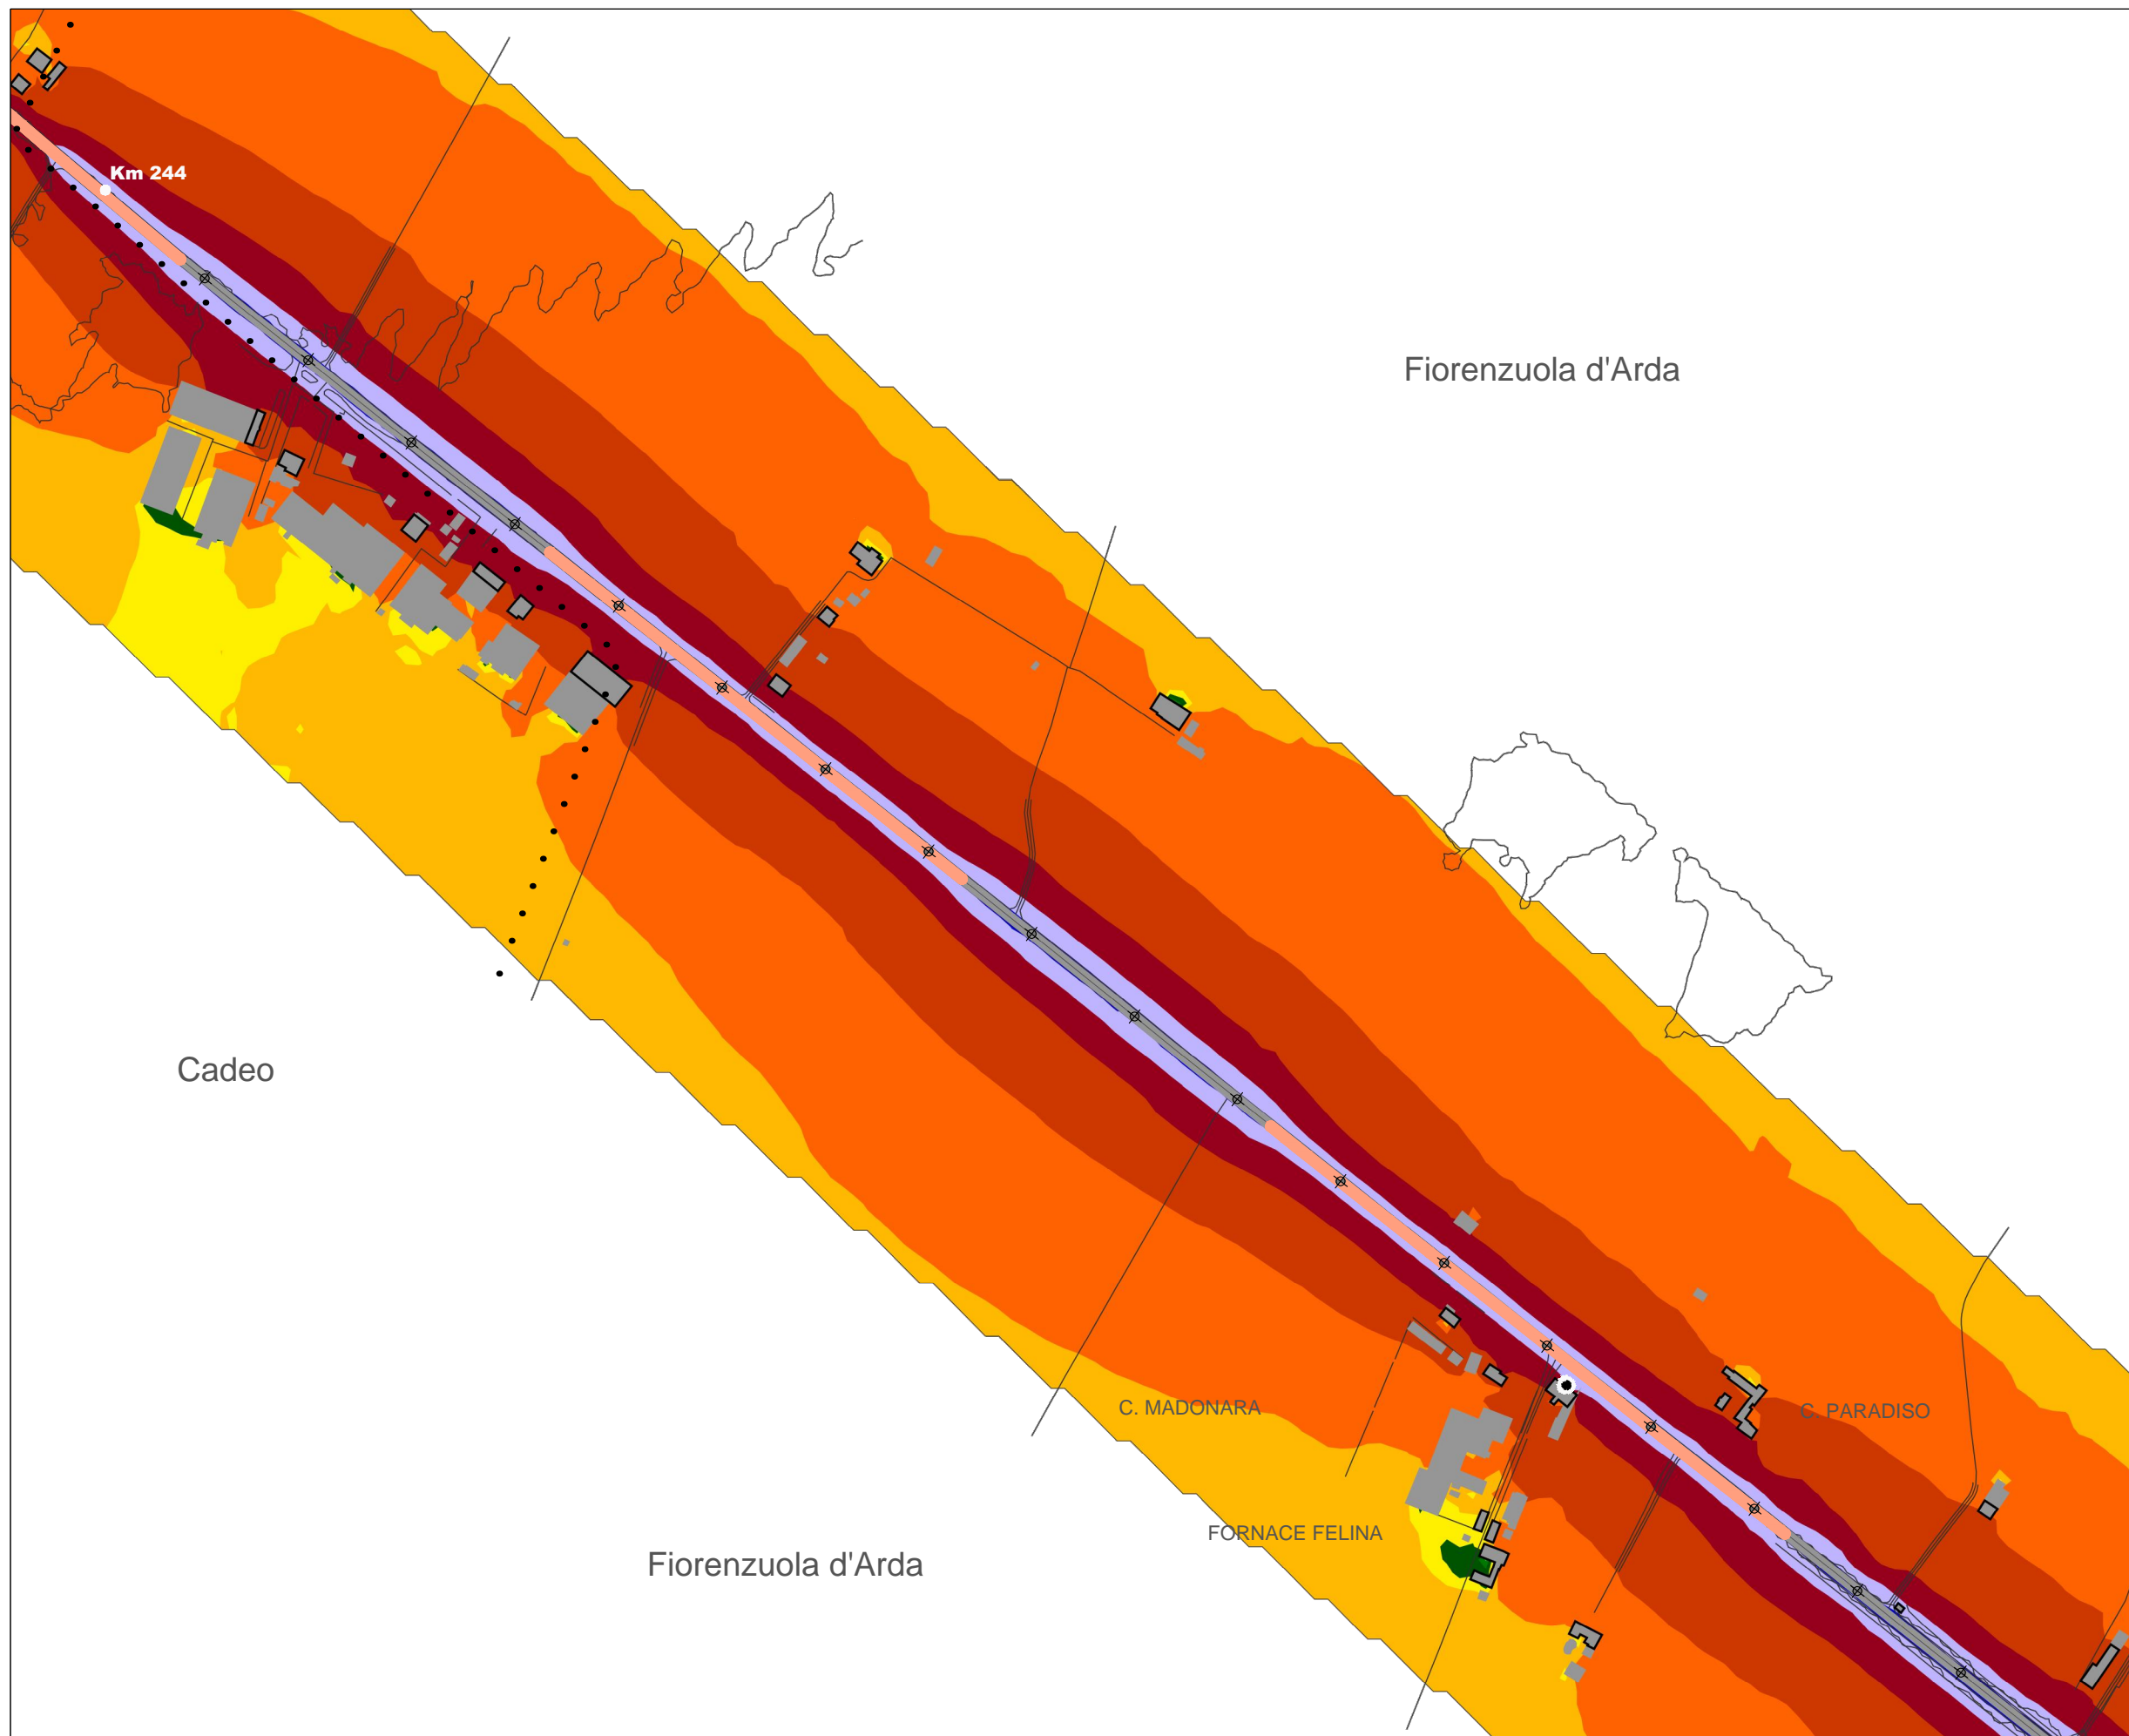 Km 244
Fiorenzuola d'Arda
Cadeo
C. MADONARA
C. PARADISO
FORNACE FELINA
Fiorenzuola d'Arda